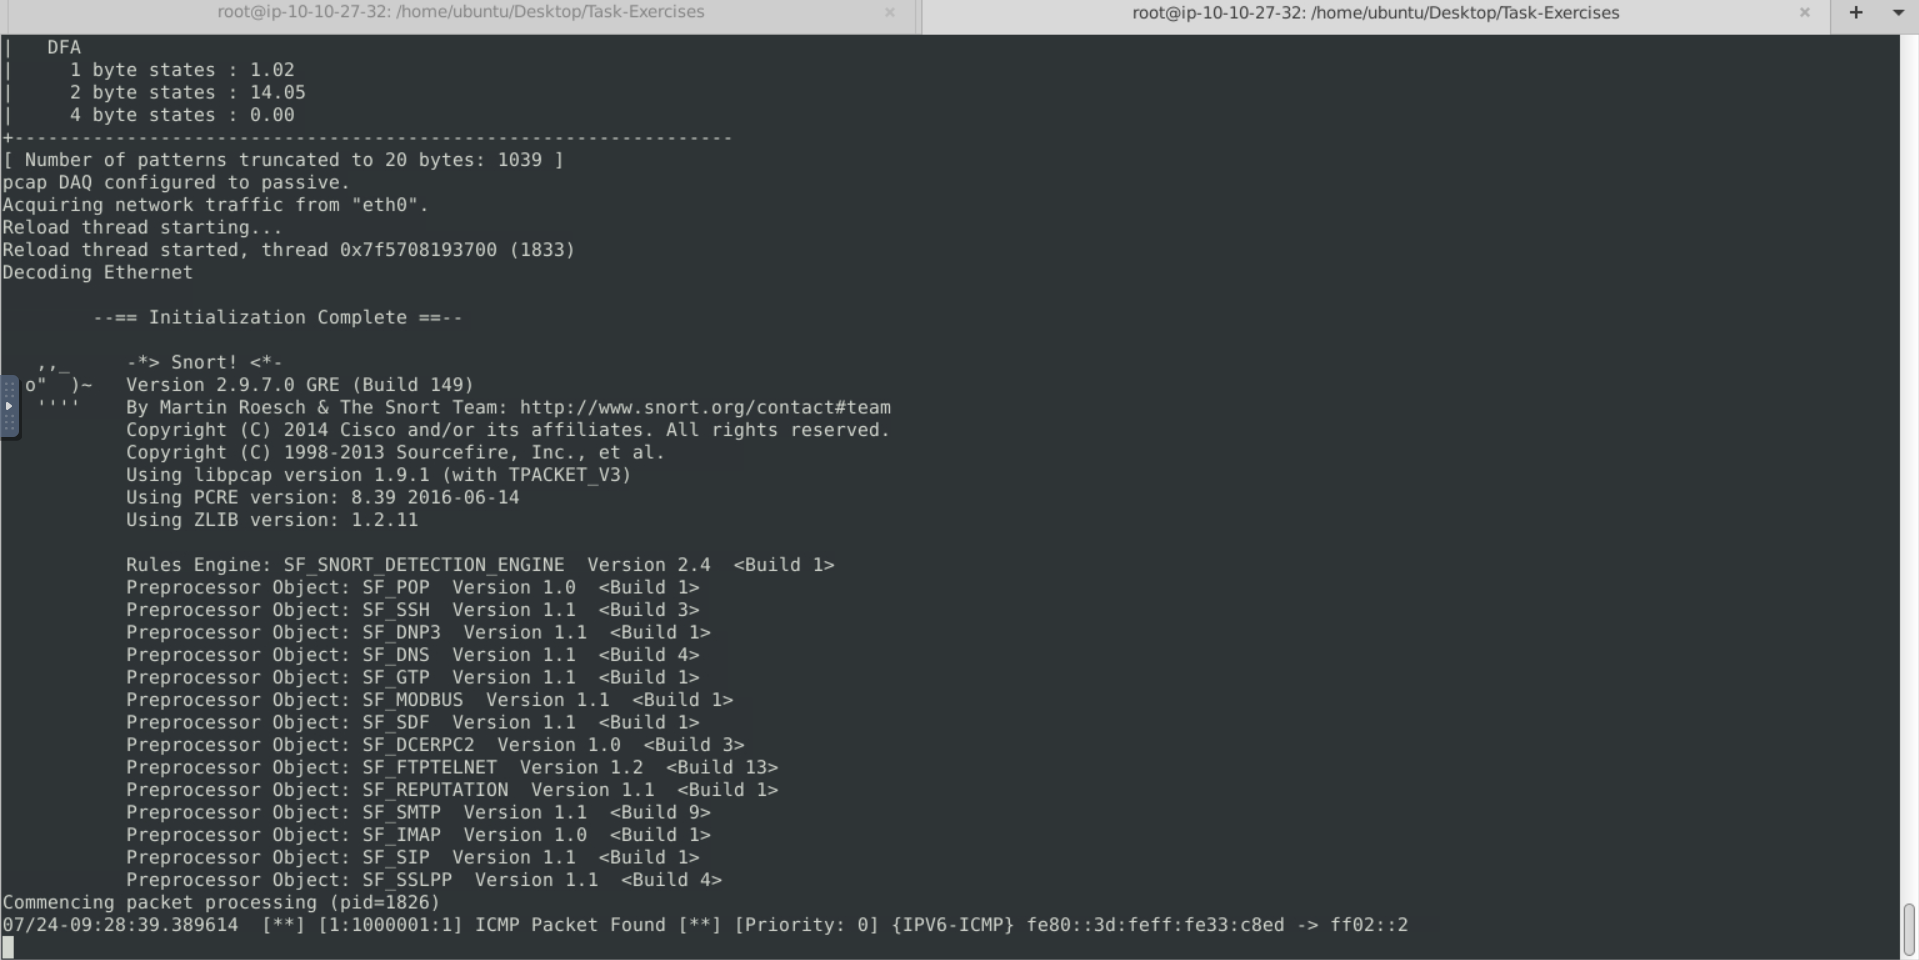 root@ip-10-10-27-32: /home/ubuntu/Desktop/Task-Exercises × root@ip-10-10-27-32: /home/ubuntu/Desktop/Task-Exercises × +
|    DFA
|      1 byte states : 1.02
|      2 byte states : 14.05
|      4 byte states : 0.00
+----------------------------------------------------------------
[ Number of patterns truncated to 20 bytes: 1039 ]
pcap DAQ configured to passive.
Acquiring network traffic from "eth0".
Reload thread starting...
Reload thread started, thread 0x7f5708193700 (1833)
Decoding Ethernet
        --== Initialization Complete ==--
   ,,_     -*> Snort! <*-
  o"  )~   Version 2.9.7.0 GRE (Build 149)
   ''''    By Martin Roesch & The Snort Team: http://www.snort.org/contact#team
           Copyright (C) 2014 Cisco and/or its affiliates. All rights reserved.
           Copyright (C) 1998-2013 Sourcefire, Inc., et al.
           Using libpcap version 1.9.1 (with TPACKET_V3)
           Using PCRE version: 8.39 2016-06-14
           Using ZLIB version: 1.2.11
           Rules Engine: SF_SNORT_DETECTION_ENGINE  Version 2.4  <Build 1>
           Preprocessor Object: SF_POP  Version 1.0  <Build 1>
           Preprocessor Object: SF_SSH  Version 1.1  <Build 3>
           Preprocessor Object: SF_DNP3  Version 1.1  <Build 1>
           Preprocessor Object: SF_DNS  Version 1.1  <Build 4>
           Preprocessor Object: SF_GTP  Version 1.1  <Build 1>
           Preprocessor Object: SF_MODBUS  Version 1.1  <Build 1>
           Preprocessor Object: SF_SDF  Version 1.1  <Build 1>
           Preprocessor Object: SF_DCERPC2  Version 1.0  <Build 3>
           Preprocessor Object: SF_FTPTELNET  Version 1.2  <Build 13>
           Preprocessor Object: SF_REPUTATION  Version 1.1  <Build 1>
           Preprocessor Object: SF_SMTP  Version 1.1  <Build 9>
           Preprocessor Object: SF_IMAP  Version 1.0  <Build 1>
           Preprocessor Object: SF_SIP  Version 1.1  <Build 1>
           Preprocessor Object: SF_SSLPP  Version 1.1  <Build 4>
Commencing packet processing (pid=1826)
07/24-09:28:39.389614  [**] [1:1000001:1] ICMP Packet Found [**] [Priority: 0] {IPV6-ICMP} fe80::3d:feff:fe33:c8ed -> ff02::2